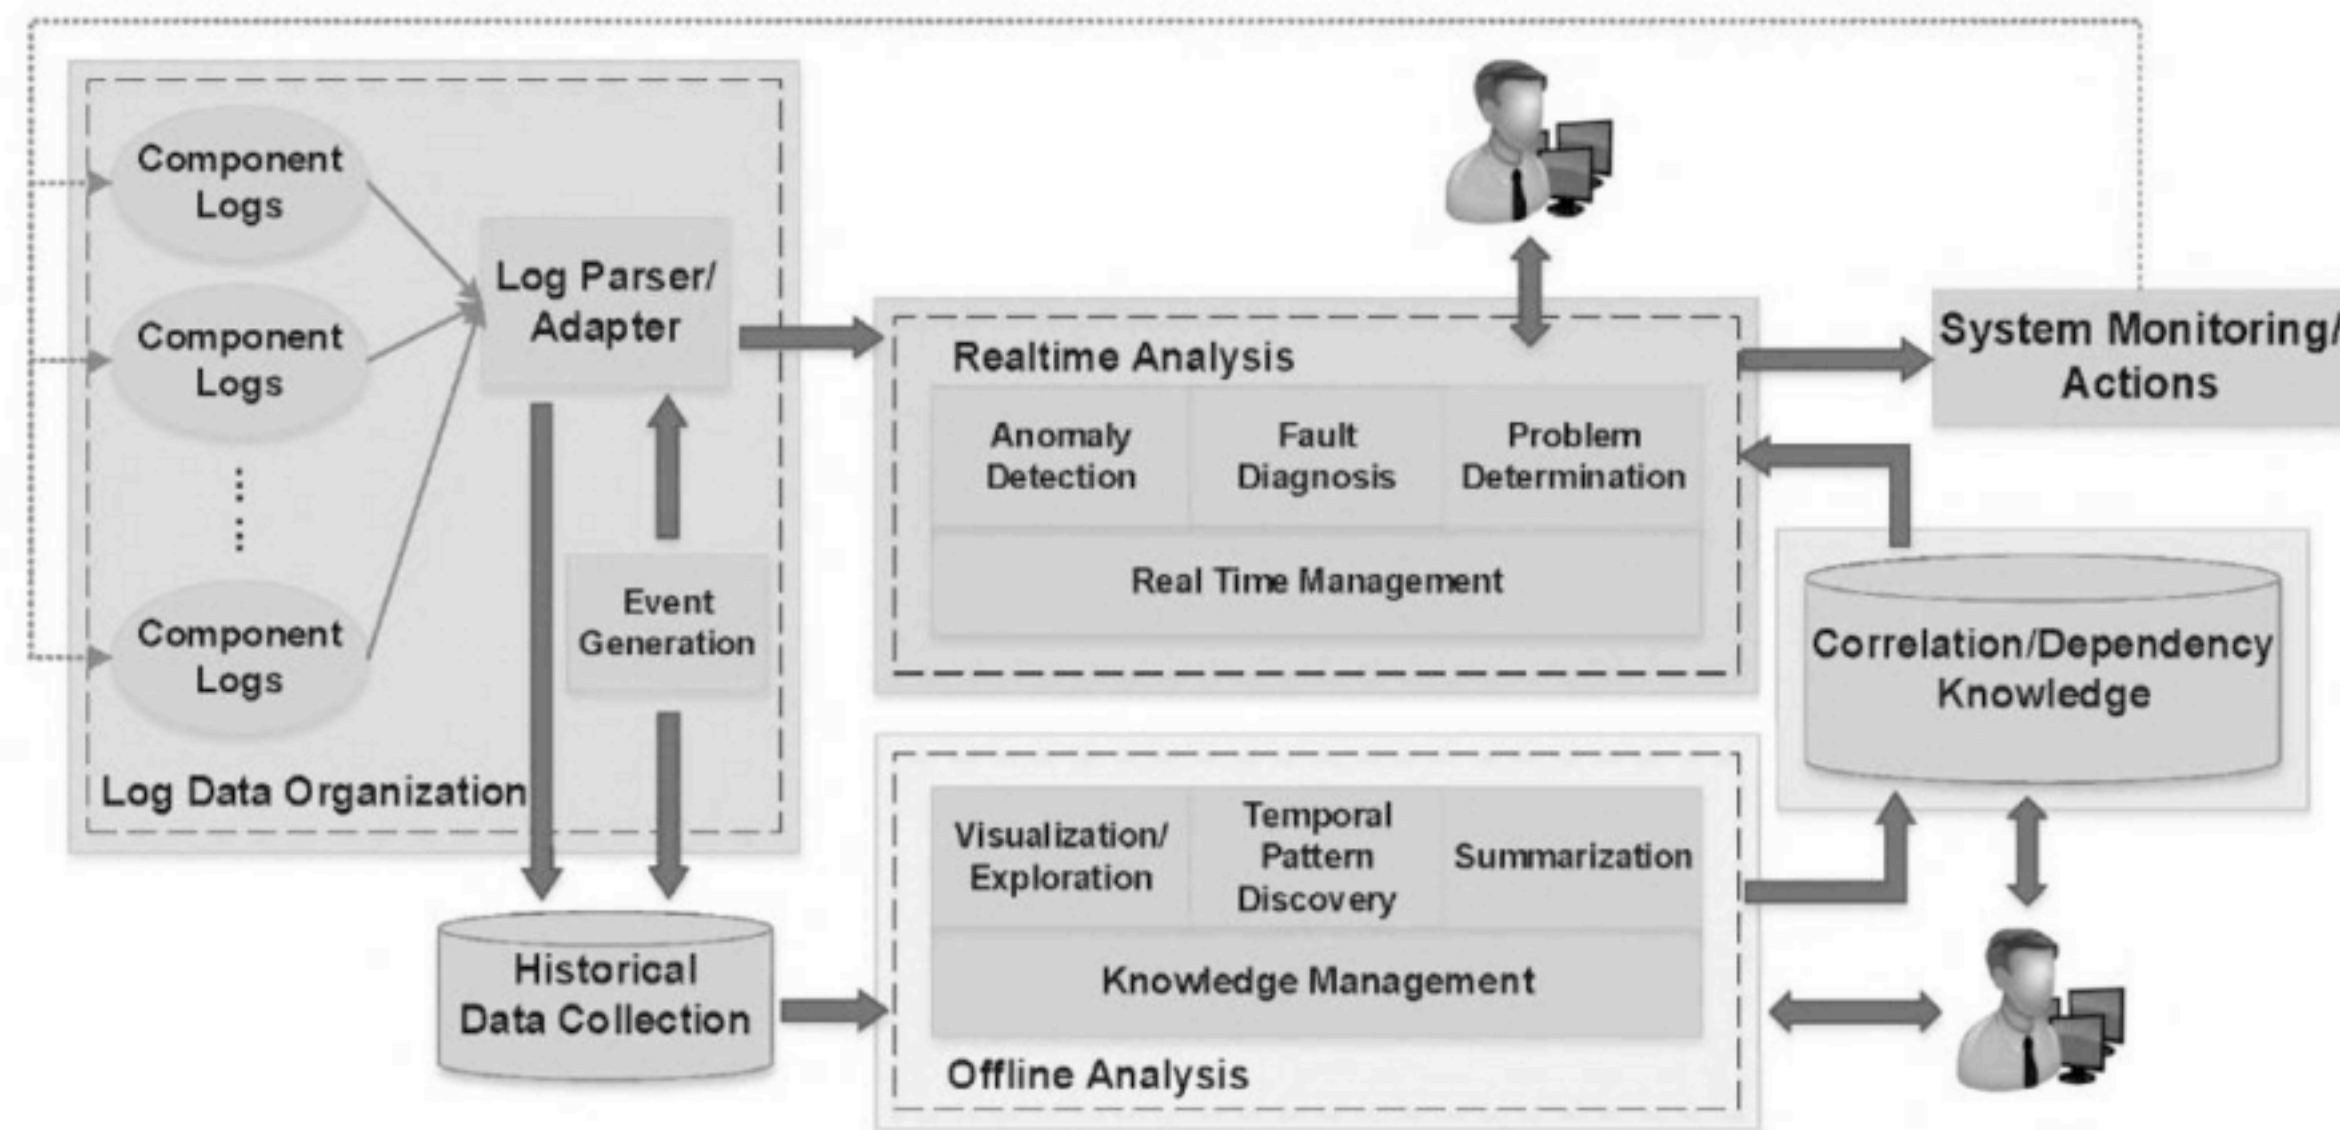 Component
Logs
Component
Logs
Component
Logs
Log Parser/
Adapter
Event
Generation
Log Data Organization
Historical
Data Collection
Realtime Analysis
Anomaly
Detection
Fault
Diagnosis
Problem
Determination
Real Time Management
System Monitoring/
Actions
Correlation/Dependency
Knowledge
Visualization/
Exploration
Temporal
Pattern
Discovery
Summarization
Knowledge Management
Offline Analysis